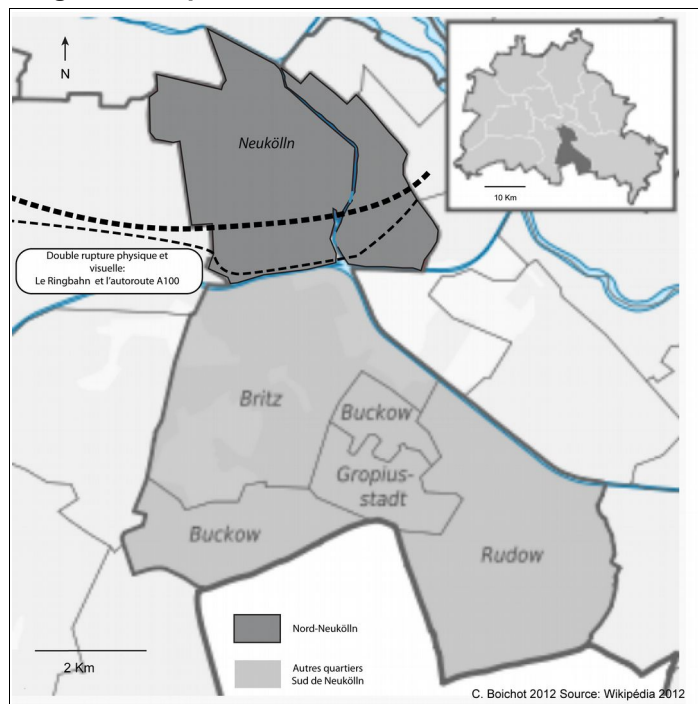 N
Neukölln
10 Km
Double rupture physique et
visuelle:
Le Ringbahn et l'autoroute A100
Britz
Buckow
Gropius-
stadt
Buckow
Rudow
Nord-Neukölln
2 Km
Autres quartiers
Sud de Neukölln
C. Boichot 2012 Source: Wikipédia 2012